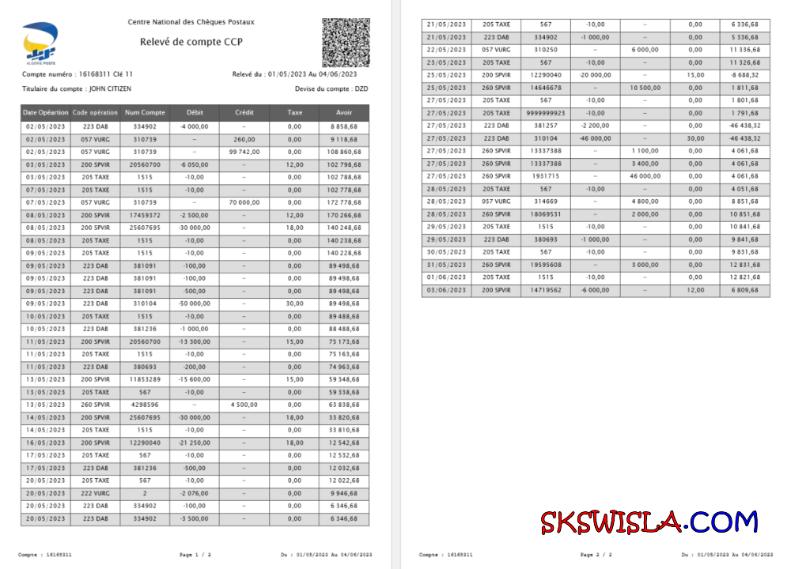 Centre National des Chèques Postaux
Relevé de compte CCP
ALGERIE POSTE
Compte numéro : 16168311 Clé 11 Relevé du : 01/05/2023 Au 04/06/2023
Titulaire du compte : JOHN CITIZEN Devise du compte : DZD
Date Opéartion Code opération Num Compte Débit Crédit Taxe Avoir
02/05/2023 223 DAB 334902 -4 000,00 – 0,00 8 858,68
02/05/2023 057 VURG 310739 – 260,00 0,00 9 118,68
02/05/2023 057 VURG 310739 – 99 742,00 0,00 108 860,68
03/05/2023 200 SPVIR 20560700 -6 050,00 – 12,00 102 798,68
03/05/2023 205 TAXE 1515 -10,00 – 0,00 102 788,68
07/05/2023 205 TAXE 1515 -10,00 – 0,00 102 778,68
07/05/2023 057 VURG 310739 – 70 000,00 0,00 172 778,68
08/05/2023 200 SPVIR 17459372 -2 500,00 – 12,00 170 266,68
08/05/2023 200 SPVIR 25607695 -30 000,00 – 18,00 140 248,68
08/05/2023 205 TAXE 1515 -10,00 – 0,00 140 238,68
09/05/2023 205 TAXE 1515 -10,00 – 0,00 140 228,68
09/05/2023 223 DAB 381091 -100,00 – 0,00 89 498,68
09/05/2023 223 DAB 381091 -100,00 – 0,00 89 498,68
09/05/2023 223 DAB 381091 -500,00 – 0,00 89 498,68
09/05/2023 223 DAB 310104 -50 000,00 – 30,00 89 498,68
10/05/2023 205 TAXE 1515 -10,00 – 0,00 89 488,68
10/05/2023 223 DAB 381236 -1 000,00 – 0,00 88 488,68
11/05/2023 200 SPVIR 20560700 -13 300,00 – 15,00 75 173,68
11/05/2023 205 TAXE 1515 -10,00 – 0,00 75 163,68
11/05/2023 223 DAB 380693 -200,00 – 0,00 74 963,68
13/05/2023 200 SPVIR 11853289 -15 600,00 – 15,00 59 348,68
13/05/2023 205 TAXE 567 -10,00 – 0,00 59 338,68
13/05/2023 260 SPVIR 4298596 – 4 500,00 0,00 63 838,68
14/05/2023 200 SPVIR 25607695 -30 000,00 – 18,00 33 820,68
14/05/2023 205 TAXE 1515 -10,00 – 0,00 33 810,68
16/05/2023 200 SPVIR 12290040 -21 250,00 – 18,00 12 542,68
17/05/2023 205 TAXE 567 -10,00 – 0,00 12 532,68
17/05/2023 223 DAB 381236 -500,00 – 0,00 12 032,68
20/05/2023 205 TAXE 567 -10,00 – 0,00 12 022,68
20/05/2023 222 VURG 2 -2 076,00 – 0,00 9 946,68
20/05/2023 223 DAB 334902 -100,00 – 0,00 6 346,68
20/05/2023 223 DAB 334902 -3 500,00 – 0,00 6 346,68
Compte : 16168311 Page 1 / 2 Du : 01/05/2023 Au 04/06/2023
21/05/2023 205 TAXE 567 -10,00 – 0,00 6 336,68
21/05/2023 223 DAB 334902 -1 000,00 – 0,00 5 336,68
22/05/2023 057 VURG 310250 – 6 000,00 0,00 11 336,68
23/05/2023 205 TAXE 567 -10,00 – 0,00 11 326,68
25/05/2023 200 SPVIR 12290040 -20 000,00 – 15,00 -8 688,32
25/05/2023 260 SPVIR 14646678 – 10 500,00 0,00 1 811,68
27/05/2023 205 TAXE 567 -10,00 – 0,00 1 801,68
27/05/2023 205 TAXE 9999999923 -10,00 – 0,00 1 791,68
27/05/2023 223 DAB 381257 -2 200,00 – 0,00 -46 438,32
27/05/2023 223 DAB 310104 -46 000,00 – 30,00 -46 438,32
27/05/2023 260 SPVIR 13337388 – 1 100,00 0,00 4 061,68
27/05/2023 260 SPVIR 13337388 – 3 400,00 0,00 4 061,68
27/05/2023 260 SPVIR 1931715 – 46 000,00 0,00 4 061,68
28/05/2023 205 TAXE 567 -10,00 – 0,00 4 051,68
28/05/2023 057 VURG 314669 – 4 800,00 0,00 8 851,68
28/05/2023 260 SPVIR 18069531 – 2 000,00 0,00 10 851,68
29/05/2023 205 TAXE 1515 -10,00 – 0,00 10 841,68
29/05/2023 223 DAB 380693 -1 000,00 – 0,00 9 841,68
30/05/2023 205 TAXE 567 -10,00 – 0,00 9 831,68
31/05/2023 260 SPVIR 19595608 – 3 000,00 0,00 12 831,68
01/06/2023 205 TAXE 1515 -10,00 – 0,00 12 821,68
03/06/2023 200 SPVIR 14719562 -6 000,00 – 12,00 6 809,68
SKSWISLA.COM
Compte : 16168311 Page 2 / 2 Du : 01/05/2023 Au 04/06/2023